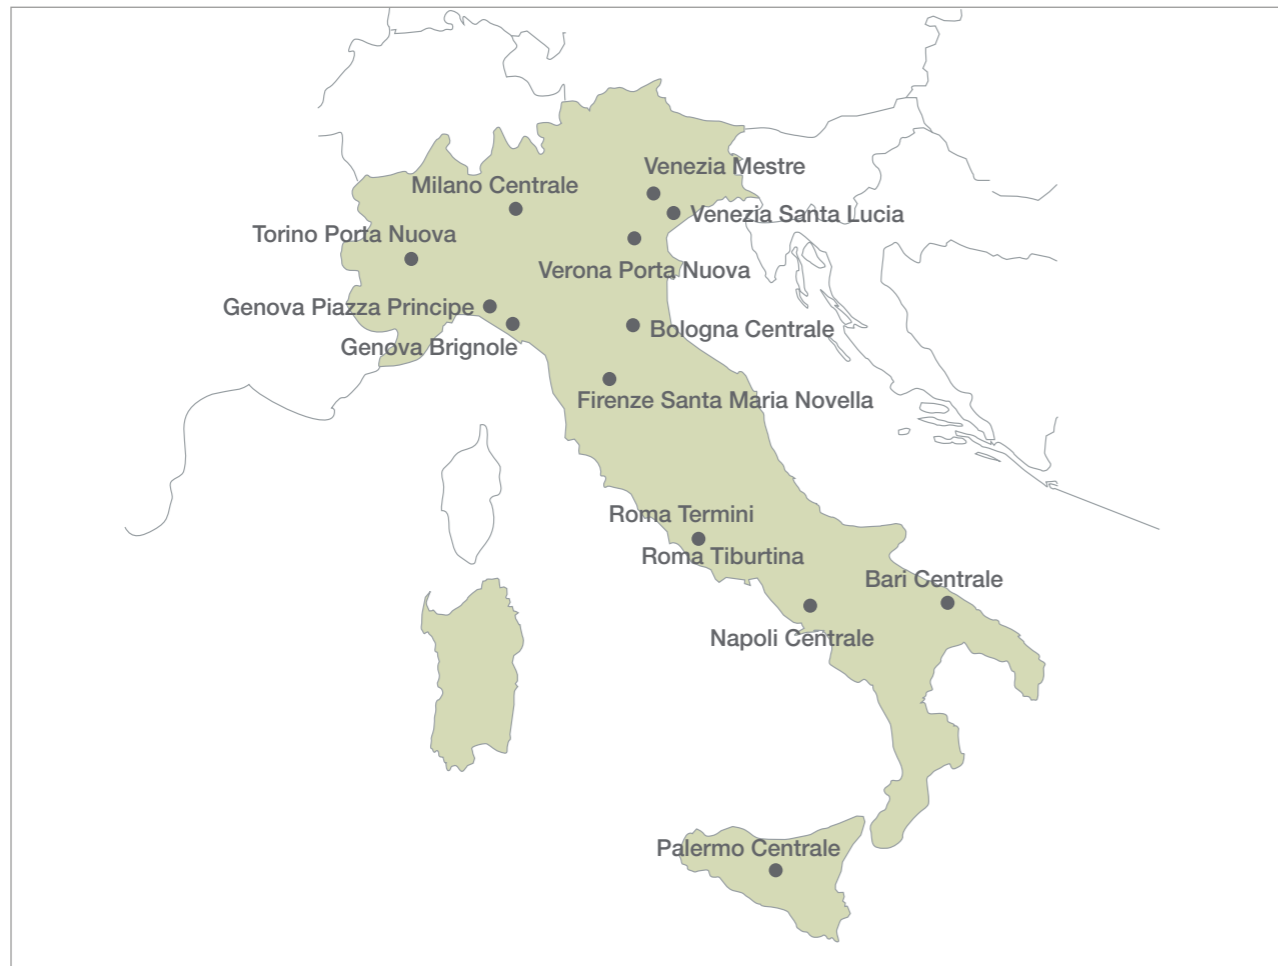 Venezia Mestre
Milano Centrale
Venezia Santa Lucia
Torino Porta Nuova
Verona Porta Nuova
Genova Piazza Principe
Bologna Centrale
Genova Brignole
Firenze Santa Maria Novella
Roma Termini
Roma Tiburtina
Bari Centrale
Napoli Centrale
Palermo Centrale